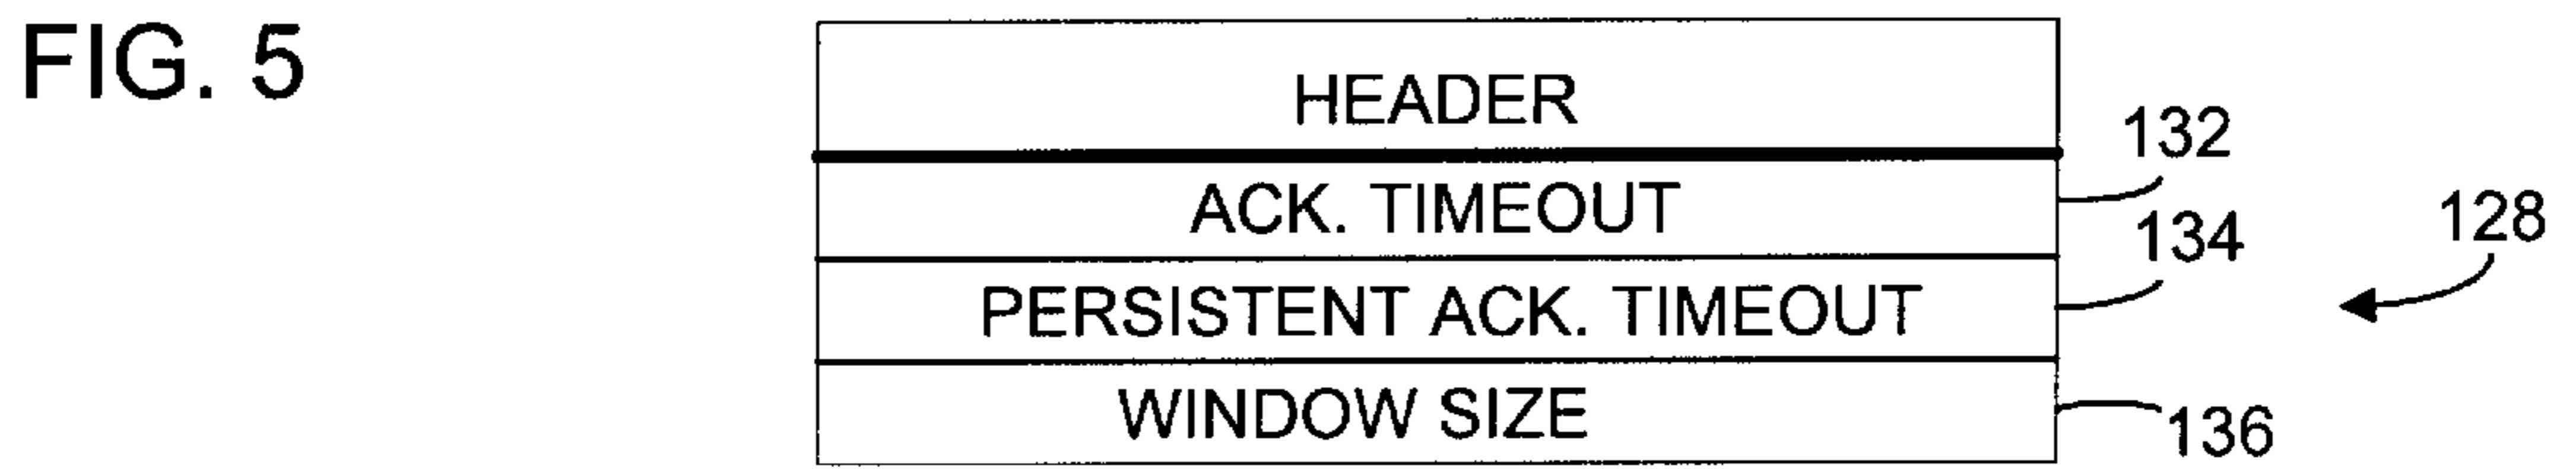 FIG. 5
HEADER
132
ACK. TIMEOUT
134
128
PERSISTENT ACK. TIMEOUT
WINDOW SIZE
136